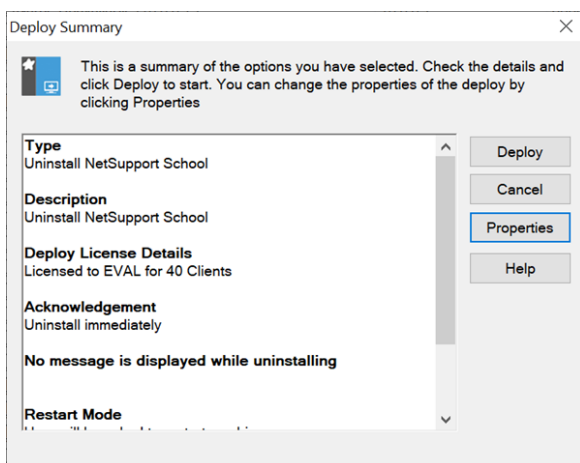 Deploy Summary
This is a summary of the options you have selected. Check the details and
click Deploy to start. You can change the properties of the deploy by
clicking Properties
Type
Uninstall NetSupport School
Description
Uninstall NetSupport School
Deploy License Details
Licensed to EVAL for 40 Clients
Acknowledgement
Uninstall immediately
No message is displayed while uninstalling
Restart Mode
Deploy
Cancel
Properties
Help